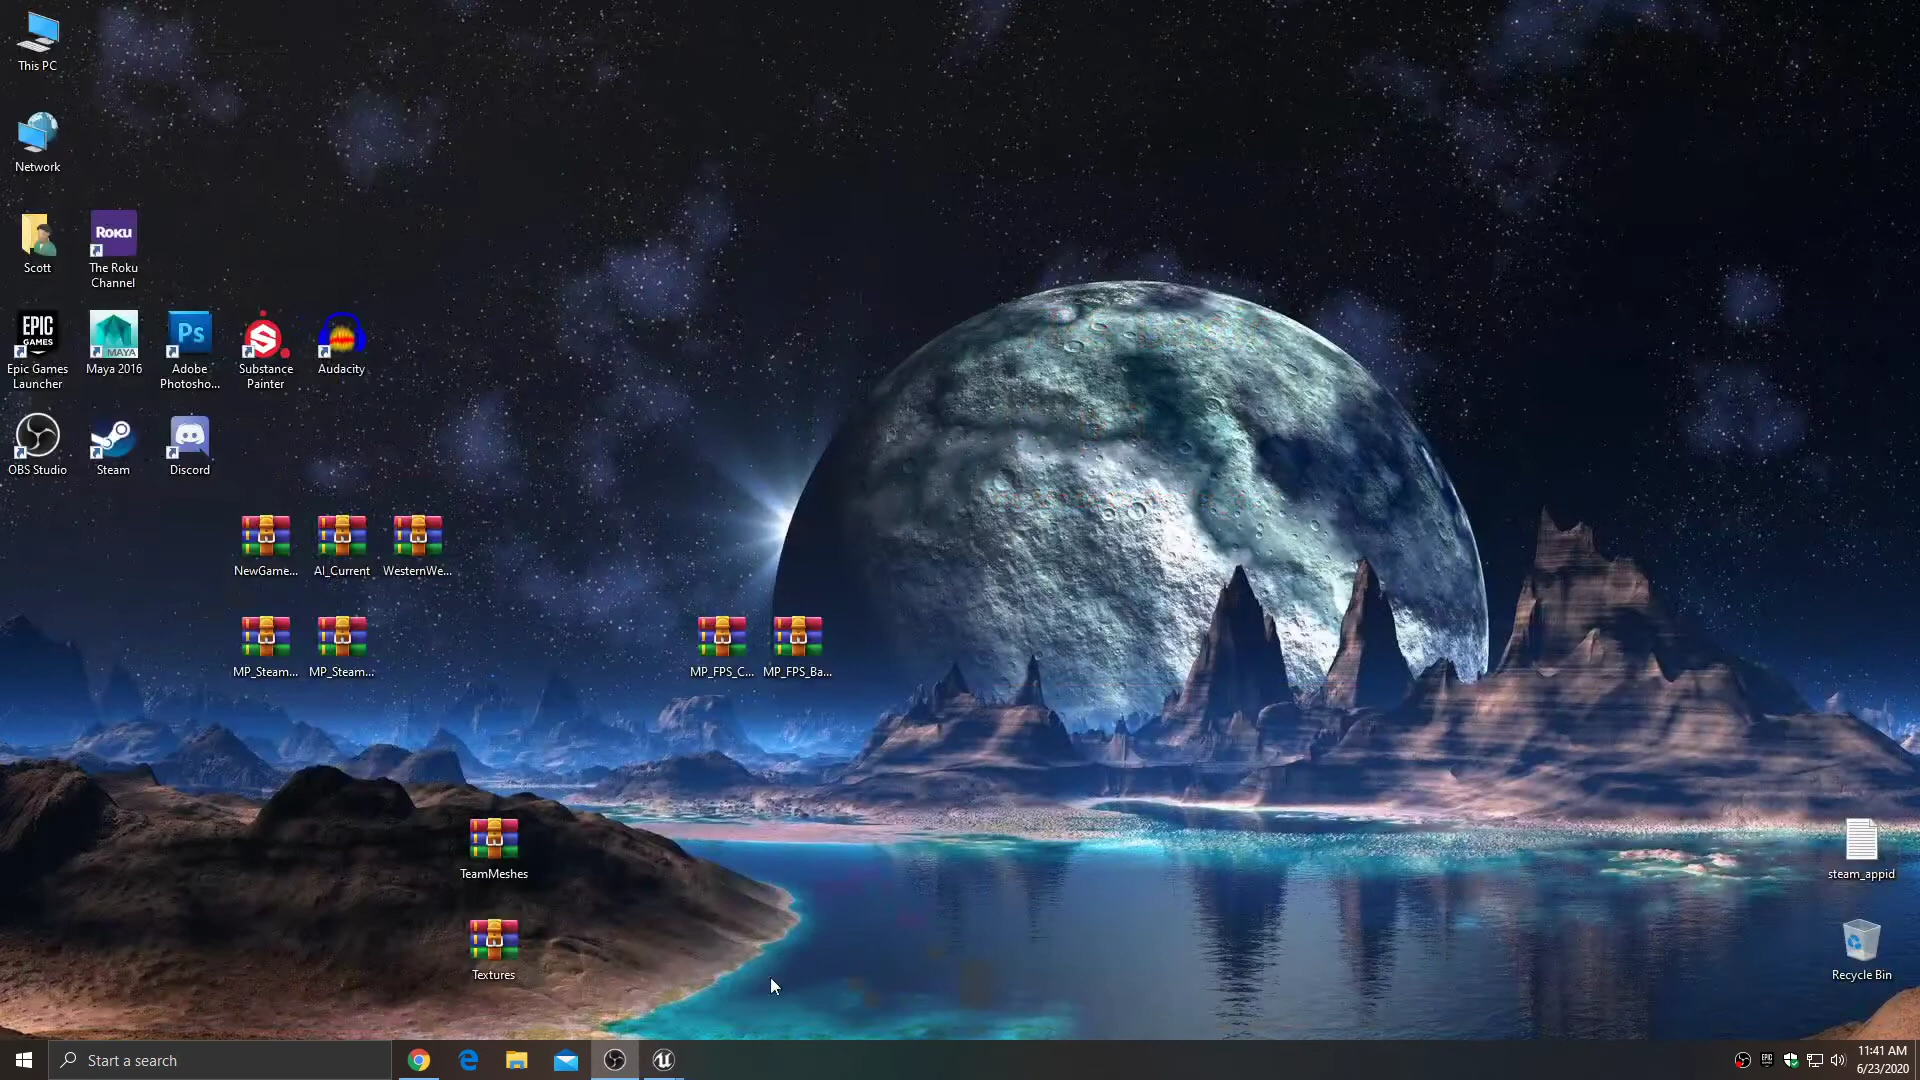 This PC
Network
Scott
ROKU
The Roku
Channel
EPIC
GAMES
Epic Games
Launcher
MAYA
Maya 2016
Ps
Adobe
Photosho...
Substance
Painter
Audacity
OBS Studio
Steam
Discord
NewGame...
AI_Current
WesternWe...
MP_Steam...
MP_Steam...
MP_FPS_C...
MP_FPS_Ba...
TeamMeshes
Textures
steam_appid
Recycle Bin
Start a search
11:41 AM
6/23/2020